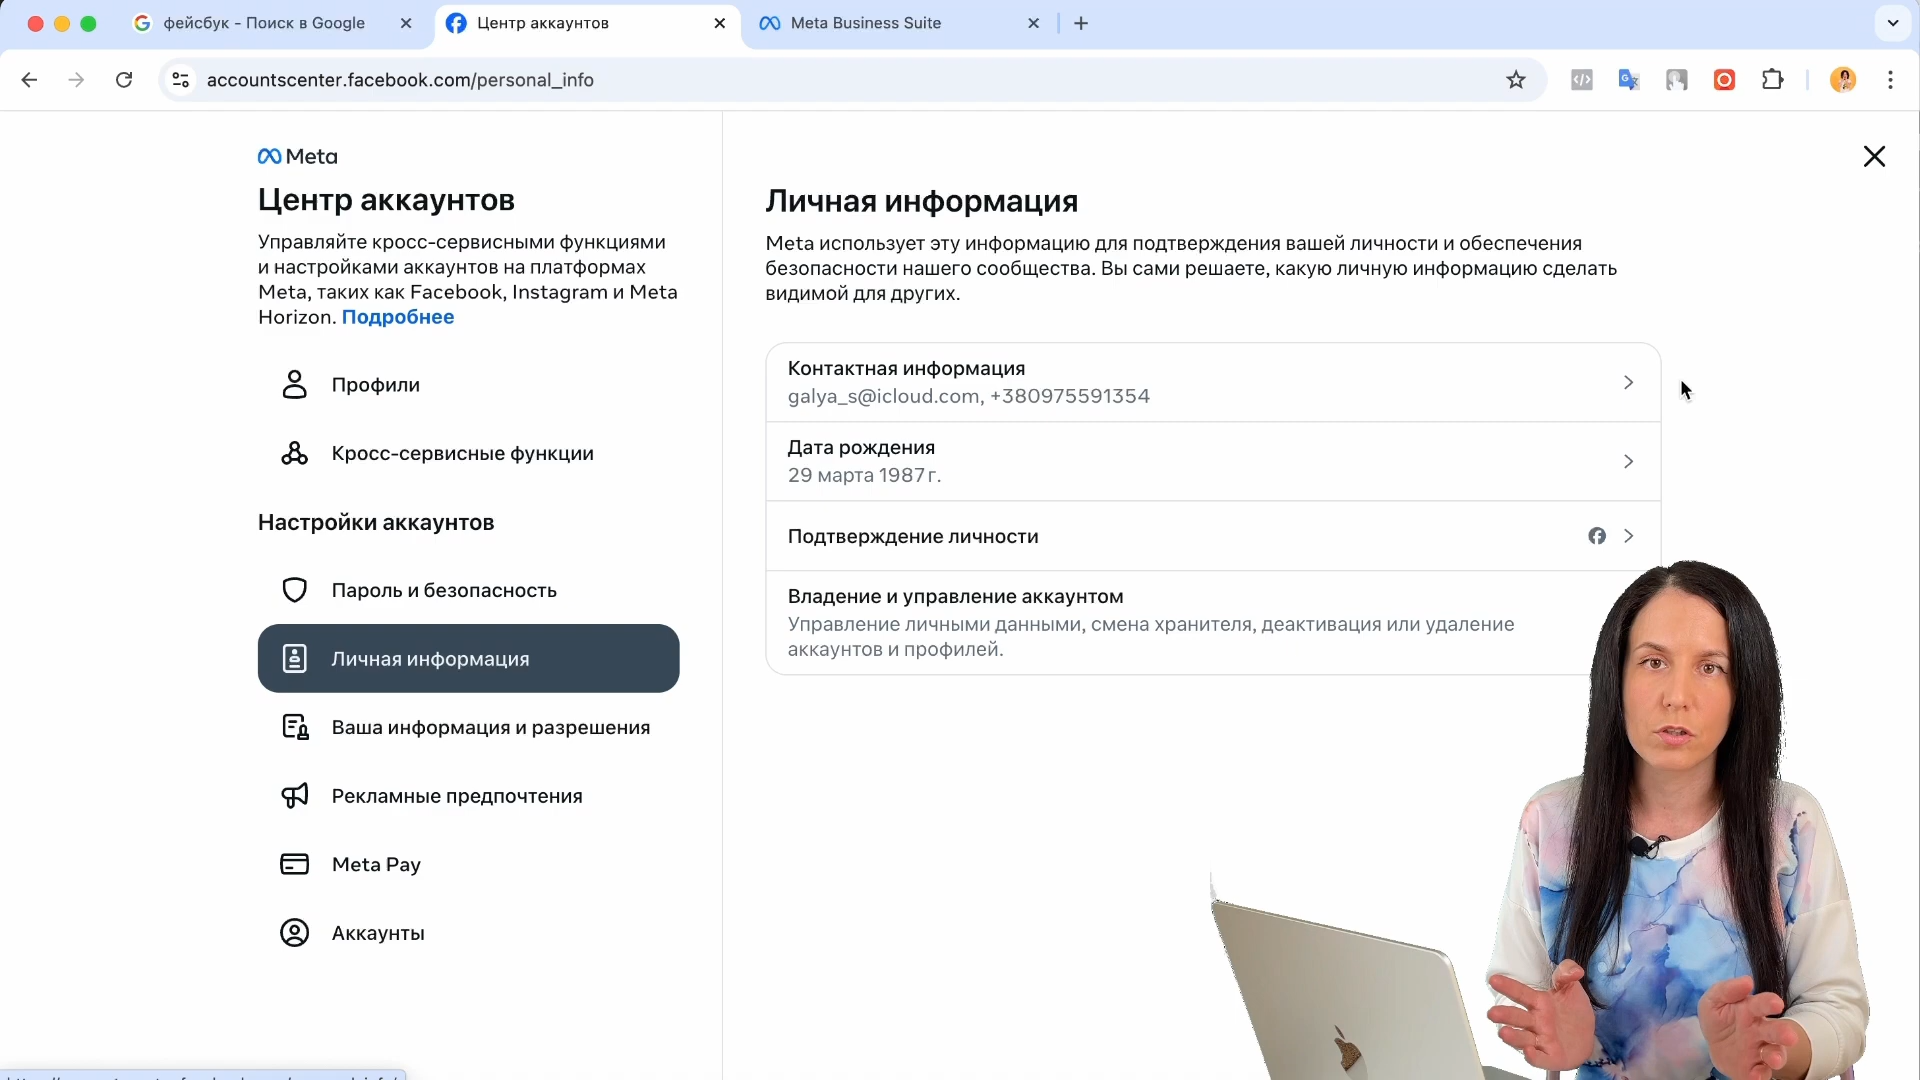 фейсбук - Поиск в Google
Центр аккаунтов
Meta Business Suite
accountscenter.facebook.com/personal_info
Meta
Центр аккаунтов
Управляйте кросс-сервисными функциями
и настройками аккаунтов на платформах
Meta, таких как Facebook, Instagram и Meta
Horizon. Подробнее
Профили
Кросс-сервисные функции
Настройки аккаунтов
Пароль и безопасность
Личная информация
Ваша информация и разрешения
Рекламные предпочтения
Meta Pay
Аккаунты
Личная информация
Meta использует эту информацию для подтверждения вашей личности и обеспечения
безопасности нашего сообщества. Вы сами решаете, какую личную информацию сделать
видимой для других.
Контактная информация
galya_s@icloud.com, +380975591354
Дата рождения
29 марта 1987 г.
Подтверждение личности
Владение и управление аккаунтом
Управление личными данными, смена хранителя, деактивация или удаление
аккаунтов и профилей.